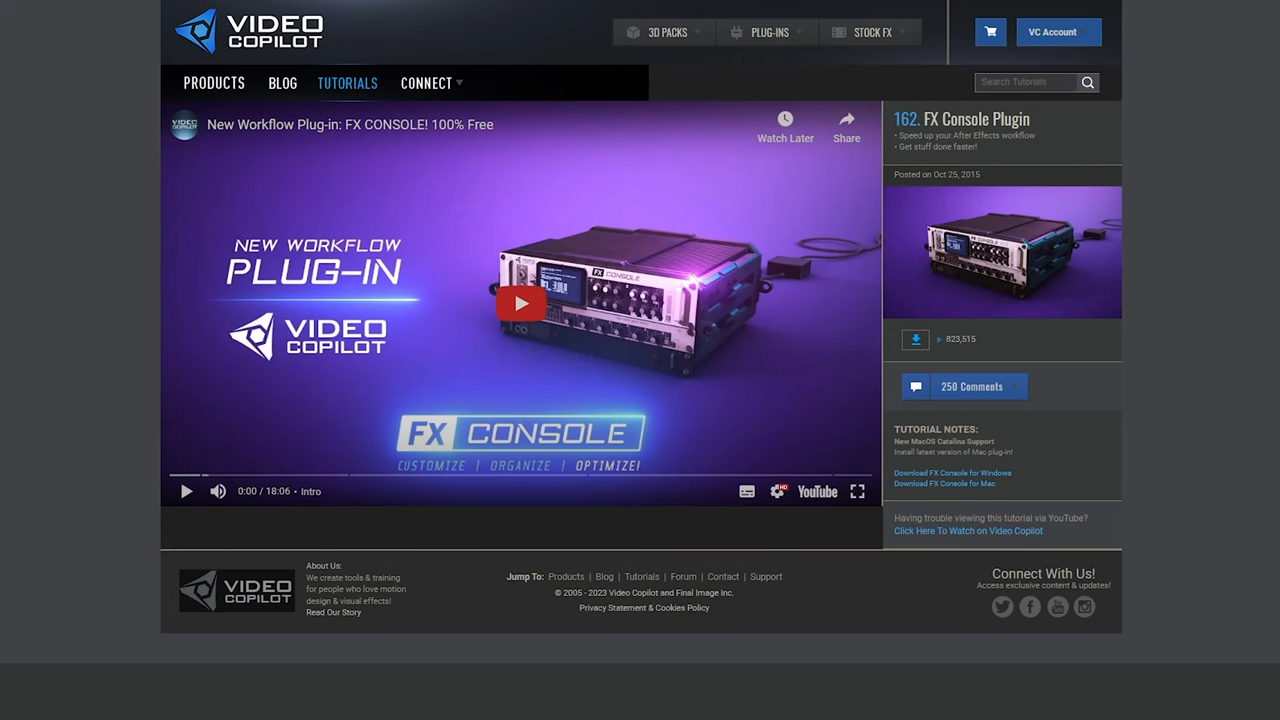 VIDEO
COPILOT
3D PACKS
PLUG-INS
STOCK FX
VC Account
PRODUCTS
BLOG
TUTORIALS
CONNECT
Search Tutorials
VIDEO
COPILOT
New Workflow Plug-in: FX CONSOLE! 100% Free
Watch Later
Share
NEW WORKFLOW
PLUG-IN
VIDEO
COPILOT
FX CONSOLE
FX CONSOLE
CUSTOMIZE | ORGANIZE | OPTIMIZE!
0:00 / 18:06 • Intro
HD
YouTube
162. FX Console Plugin
• Speed up your After Effects workflow
• Get stuff done faster!
Posted on Oct 25, 2015
823,515
250 Comments
TUTORIAL NOTES:
New MacOS Catalina Support
Install latest version of Mac plug-in!
Download FX Console for Windows
Download FX Console for Mac
Having trouble viewing this tutorial via YouTube?
Click Here To Watch on Video Copilot
VIDEO
COPILOT
About Us:
We create tools & training
for people who love motion
design & visual effects!
Read Our Story
Jump To: Products | Blog | Tutorials | Forum | Contact | Support
© 2005 - 2023 Video Copilot and Final Image Inc.
Privacy Statement & Cookies Policy
Connect With Us!
Access exclusive content & updates!